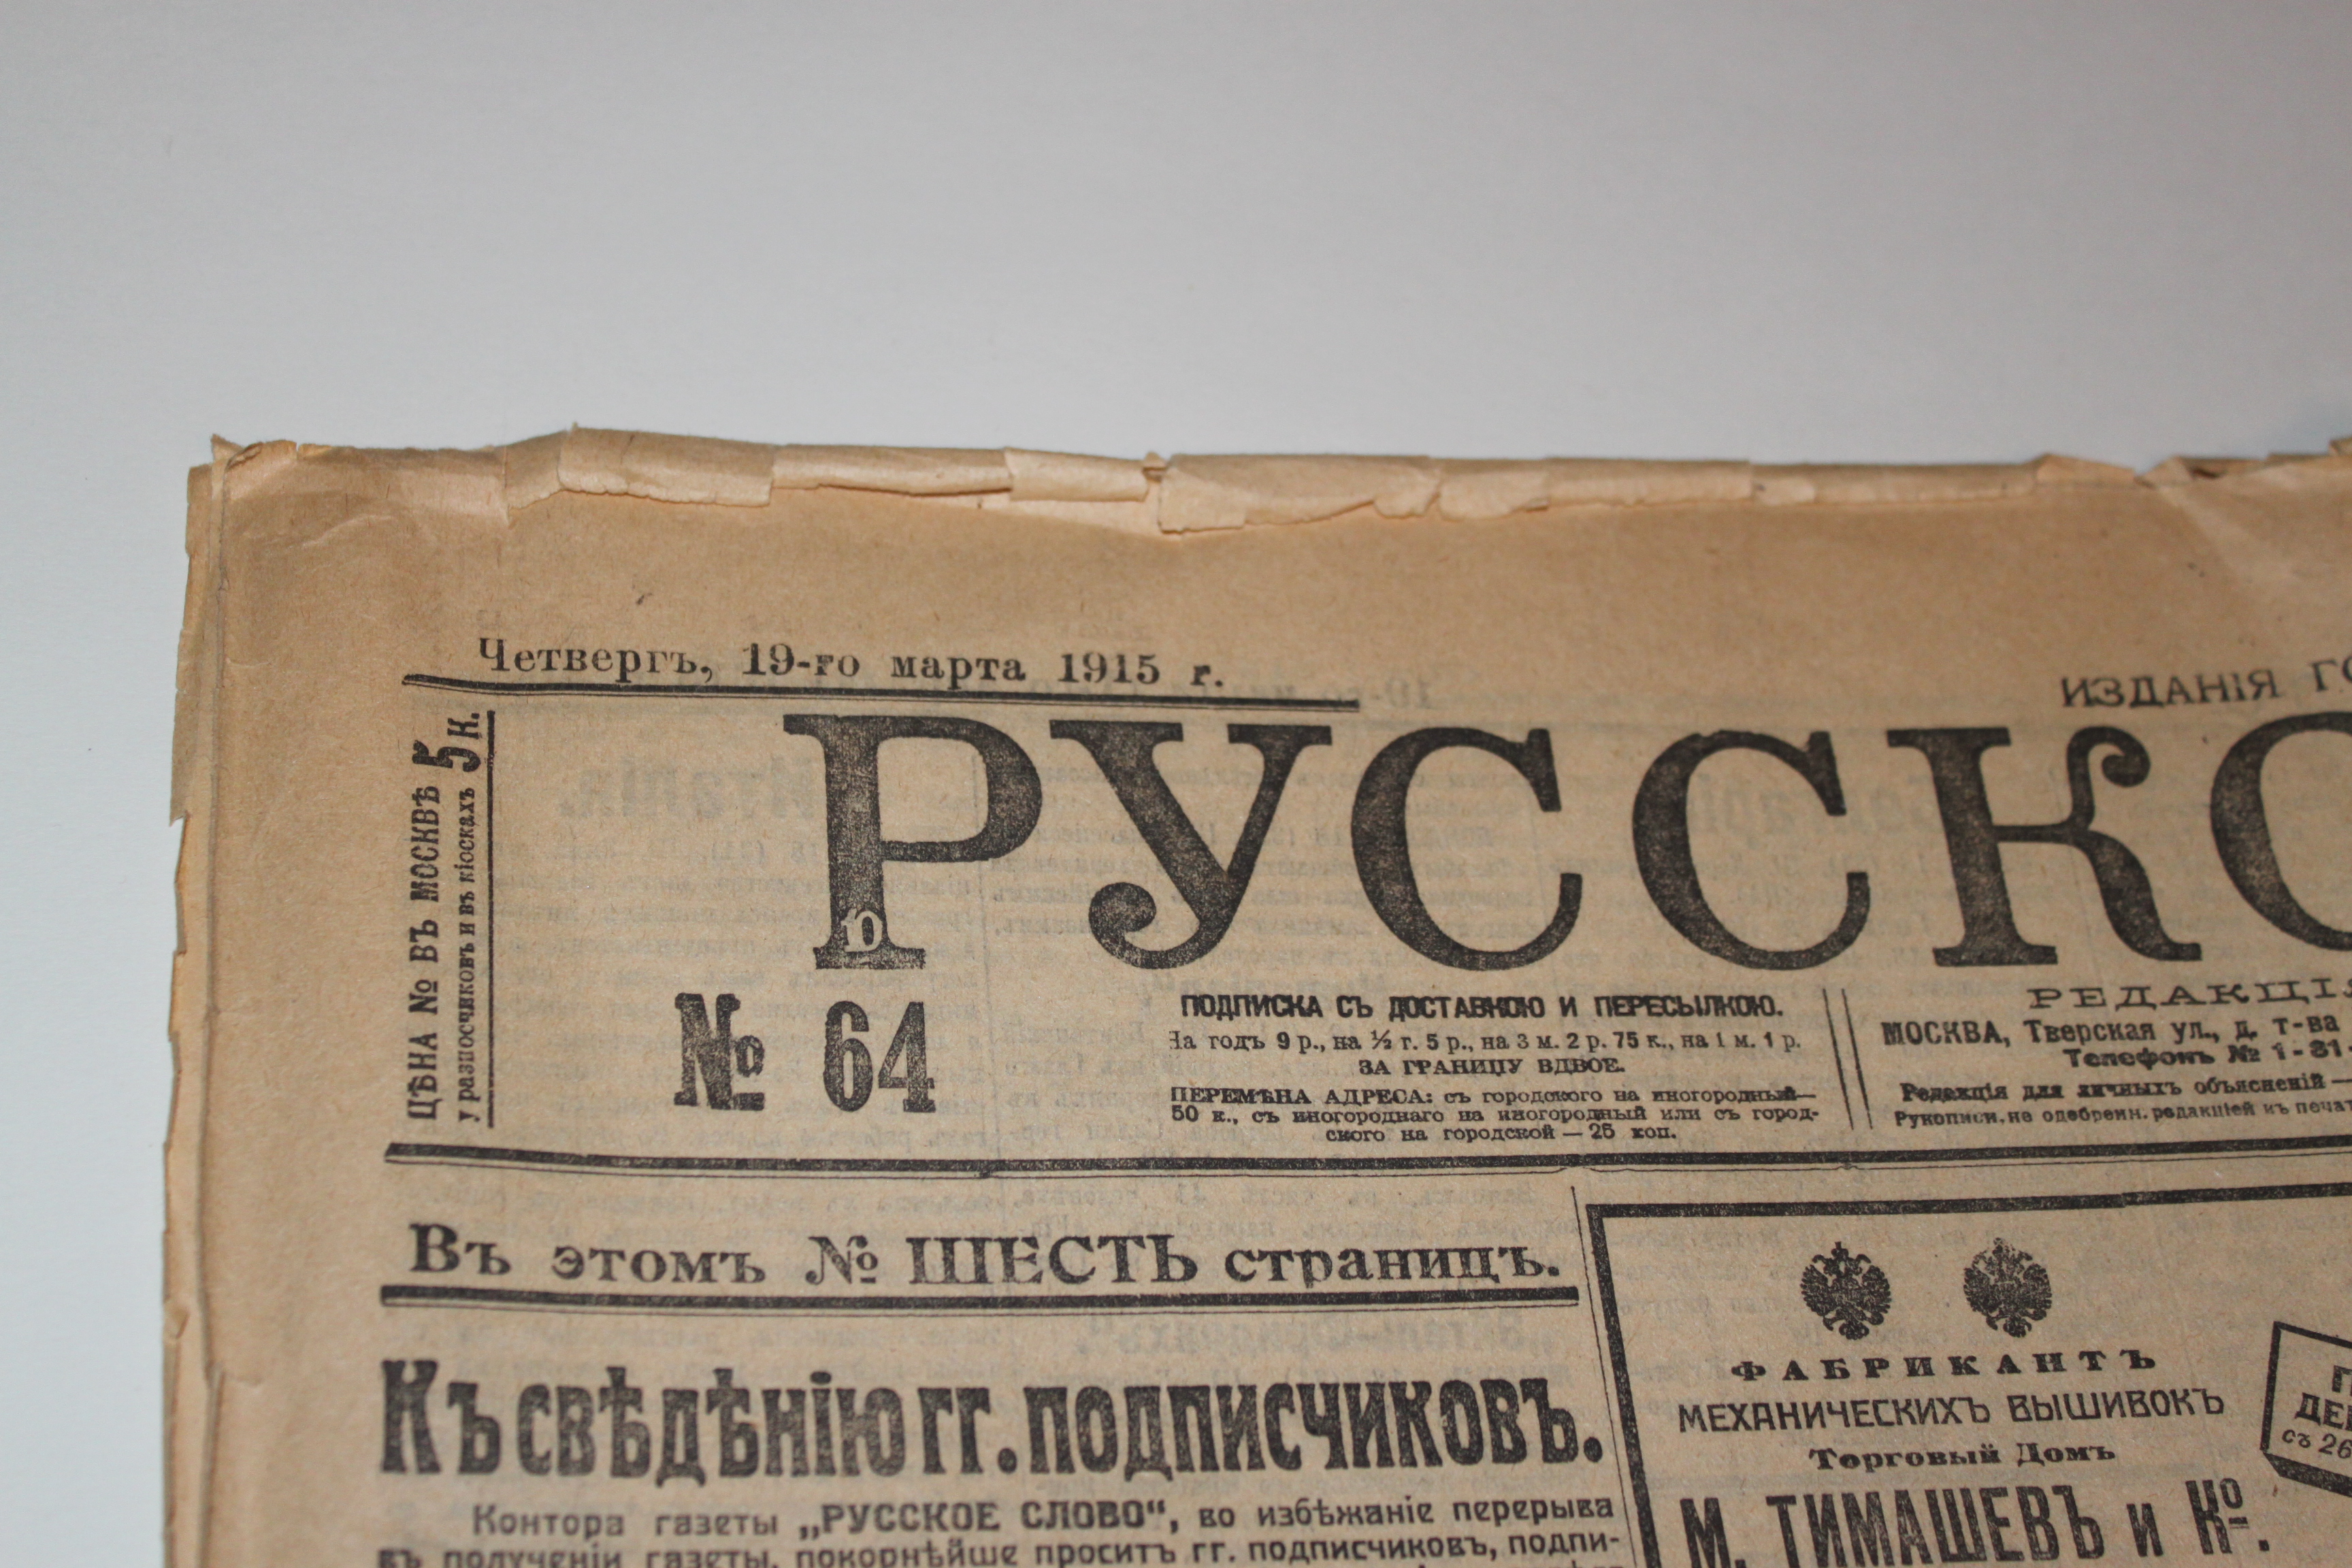 Четвергъ, 19-го марта 1915 г.
ИЗДАНІЯ
ЦѢНА № ВЪ МОСКВѢ 5 К.
у разносчиковъ и въ кіоскахъ
РУССКО
№ 64
ПОДПИСКА СЪ ДОСТАВКОЮ И ПЕРЕСЫЛКОЮ.
На годъ 9 р., на ½ г. 5 р., на 3 м. 2 р. 75 к., на 1 м. 1 р.
ЗА ГРАНИЦУ ВДВОЕ.
ПЕРЕМѢНА АДРЕСА: съ городского на иногородный—
50 к., съ иногороднаго на иногородный или съ город-
ского на городской — 25 коп.
РЕДАКЦІЯ
МОСКВА, Тверская ул., д. т-ва
Телефонъ № 1-31-
Редакція для личныхъ объясненій —
Рукописи, не одобренн. редакціей къ печат
Въ этомъ № ШЕСТЬ страницъ.
Къ свѣдѣнію гг. подписчиковъ.
Контора газеты „РУССКОЕ СЛОВО“, во избѣжаніе перерыва
въ полученіи газеты, покорнѣйше проситъ гг. подписчиковъ, подпи-
ФАБРИКАНТЪ
МЕХАНИЧЕСКИХЪ ВЫШИВОКЪ
Торговый Домъ
М. ТИМАШЕВЪ и Ко.
съ 26